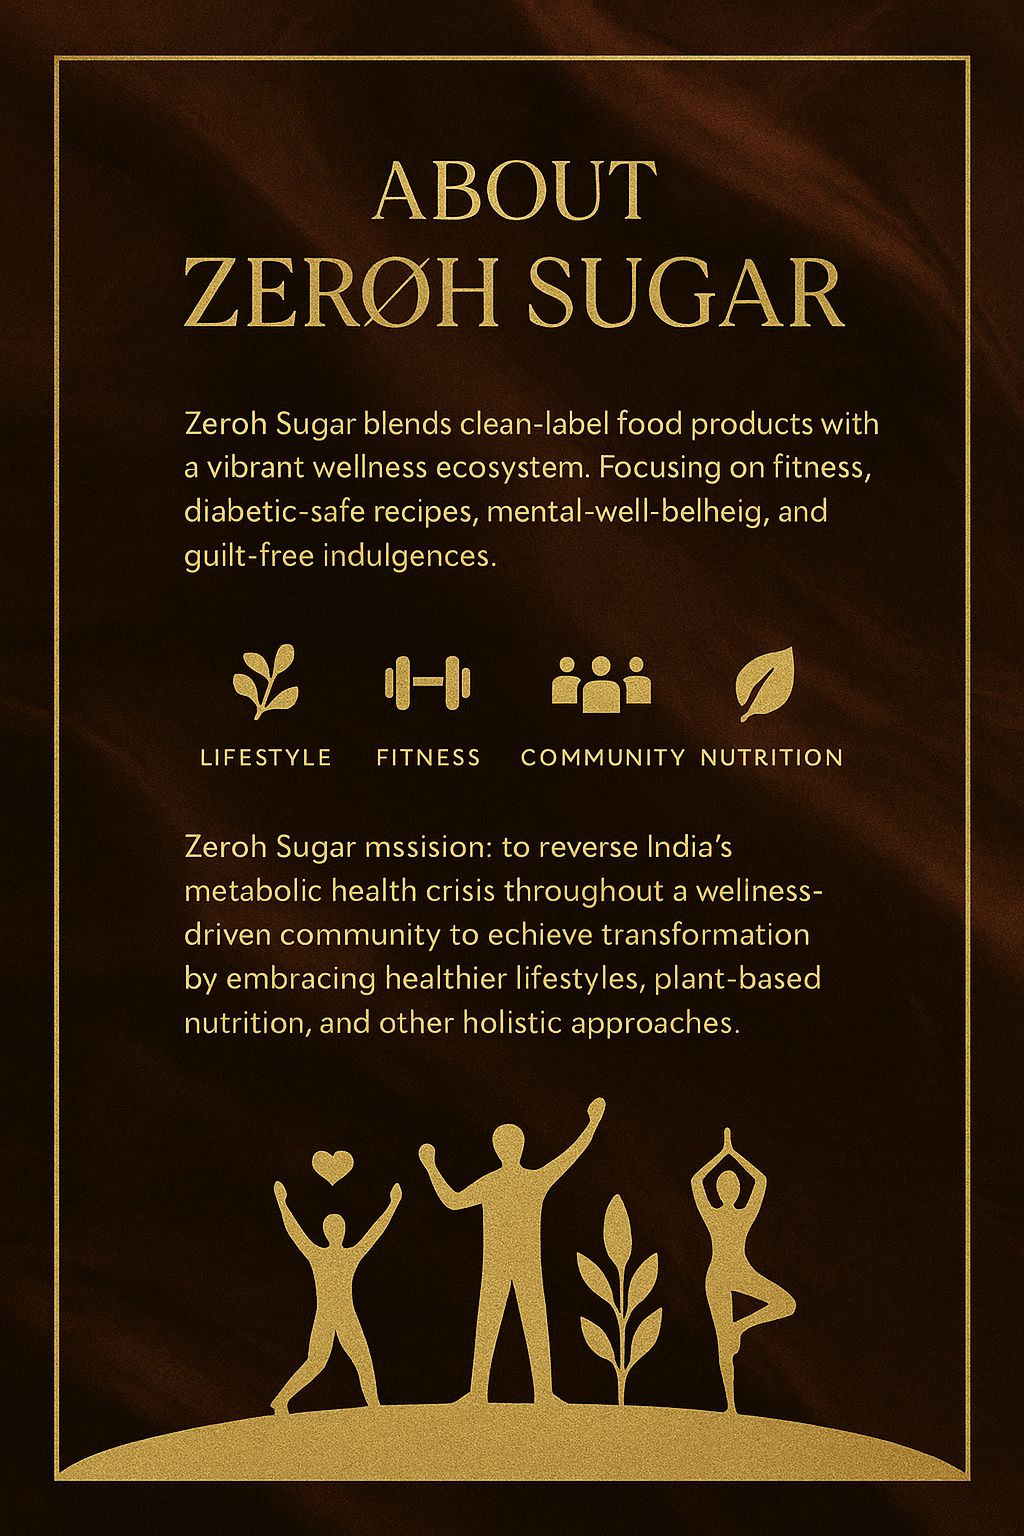 ABOUT
ZERØH SUGAR
Zeroh Sugar blends clean-label food products with
a vibrant wellness ecosystem. Focusing on fitness,
diabetic-safe recipes, mental-well-belheig, and
guilt-free indulgences.
LIFESTYLE FITNESS COMMUNITY NUTRITION
Zeroh Sugar mssision: to reverse India’s
metabolic health crisis throughout a wellness-
driven community to echieve transformation
by embracing healthier lifestyles, plant-based
nutrition, and other holistic approaches.